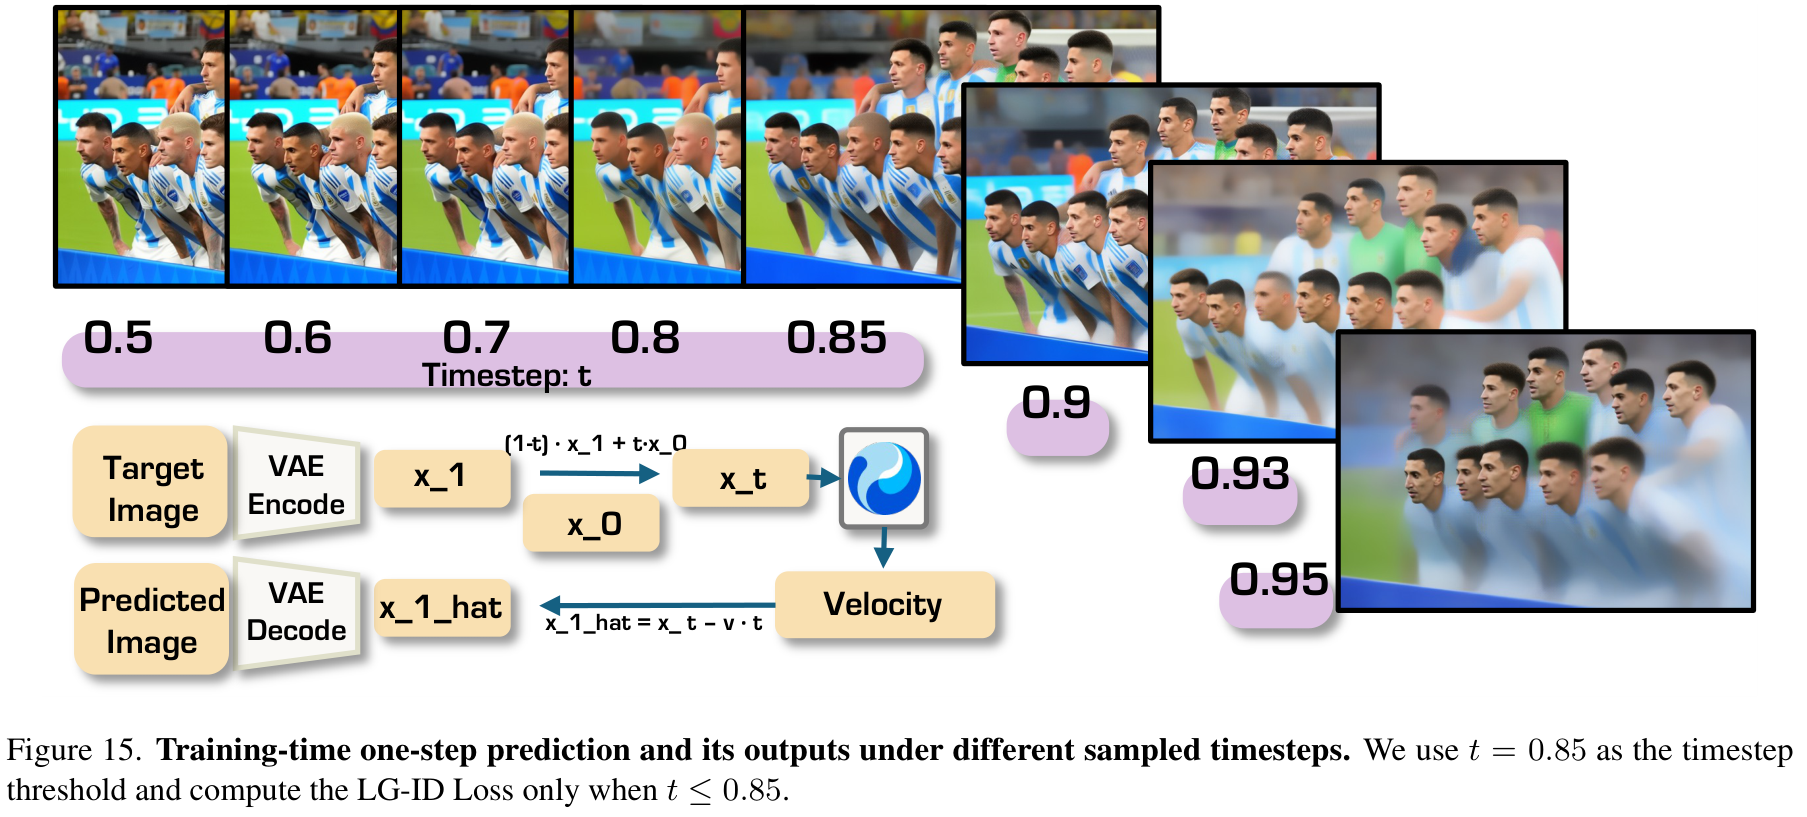 0.5
0.6
0.7
0.8
0.85
Timestep: t
0.9
0.93
0.95
Target
Image
VAE
Encode
x_1
(1-t) · x_1 + t·x_0
x_0
x_t
Velocity
x_1_hat = x_t – v · t
x_1_hat
VAE
Decode
Predicted
Image
Figure 15. Training-time one-step prediction and its outputs under different sampled timesteps. We use t = 0.85 as the timestep
threshold and compute the LG-ID Loss only when t ≤ 0.85.